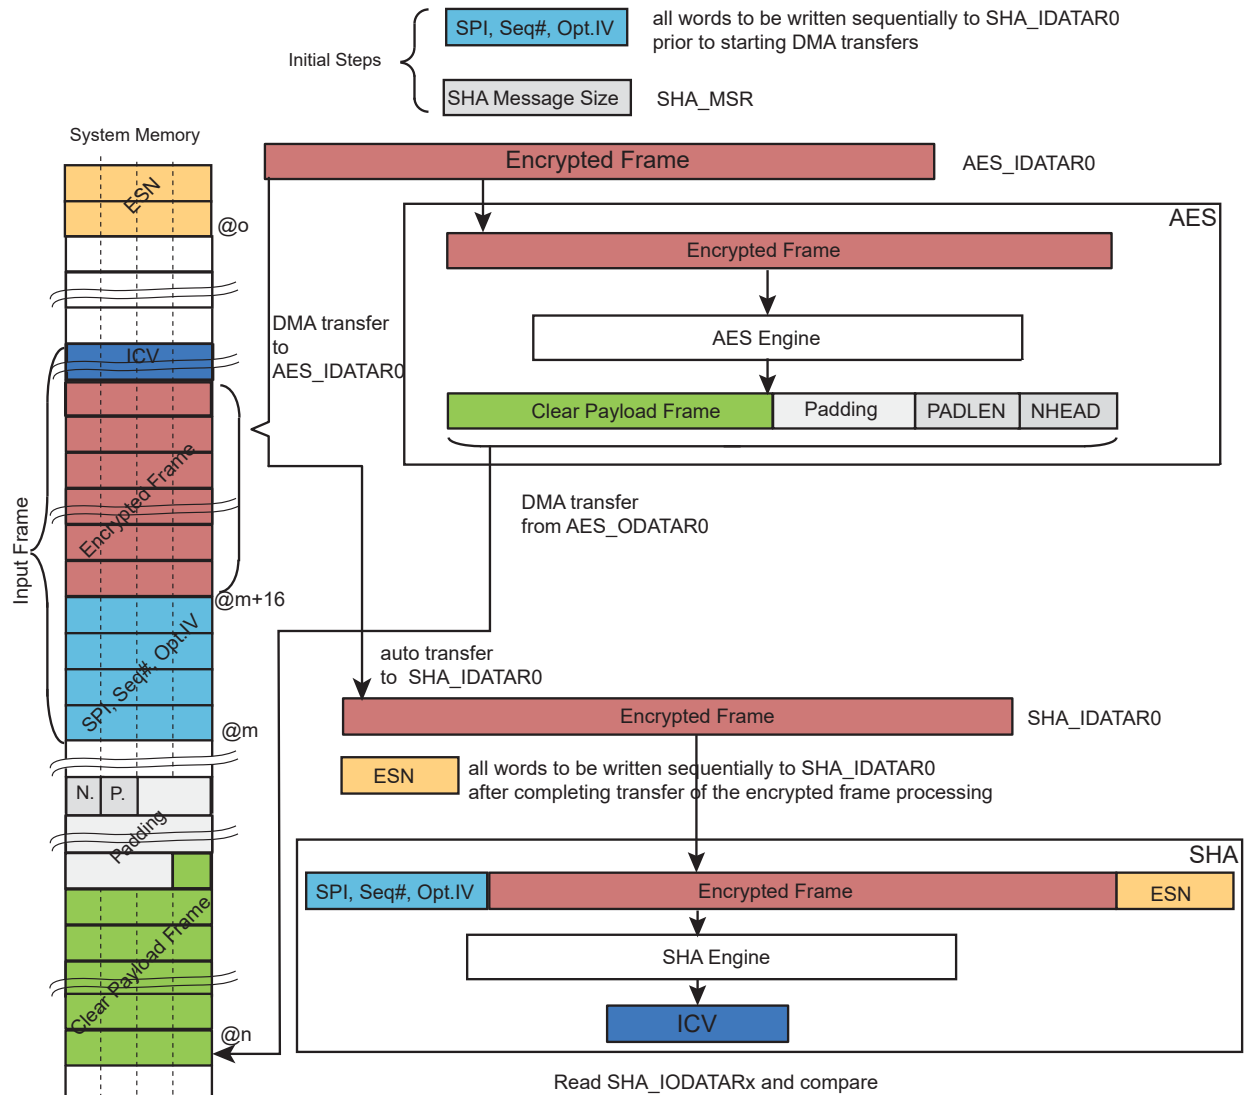 SPI, Seq#, Opt.IV
all words to be written sequentially to SHA_IDATAR0
prior to starting DMA transfers
Initial Steps
SHA Message Size
SHA_MSR
System Memory
Encrypted Frame
AES_IDATAR0
ESN
@o
AES
Encrypted Frame
DMA transfer
to
AES_IDATAR0
AES Engine
ICV
Clear Payload Frame
Padding
PADLEN
NHEAD
Encrypted Frame
Input Frame
DMA transfer
from AES_ODATAR0
@m+16
SPI, Seq#, Opt.IV
auto transfer
to SHA_IDATAR0
@m
Encrypted Frame
SHA_IDATAR0
ESN
all words to be written sequentially to SHA_IDATAR0
after completing transfer of the encrypted frame processing
N.
P.
Padding
SHA
SPI, Seq#, Opt.IV
Encrypted Frame
ESN
Clear Payload Frame
SHA Engine
ICV
@n
Read SHA_IODATARx and compare